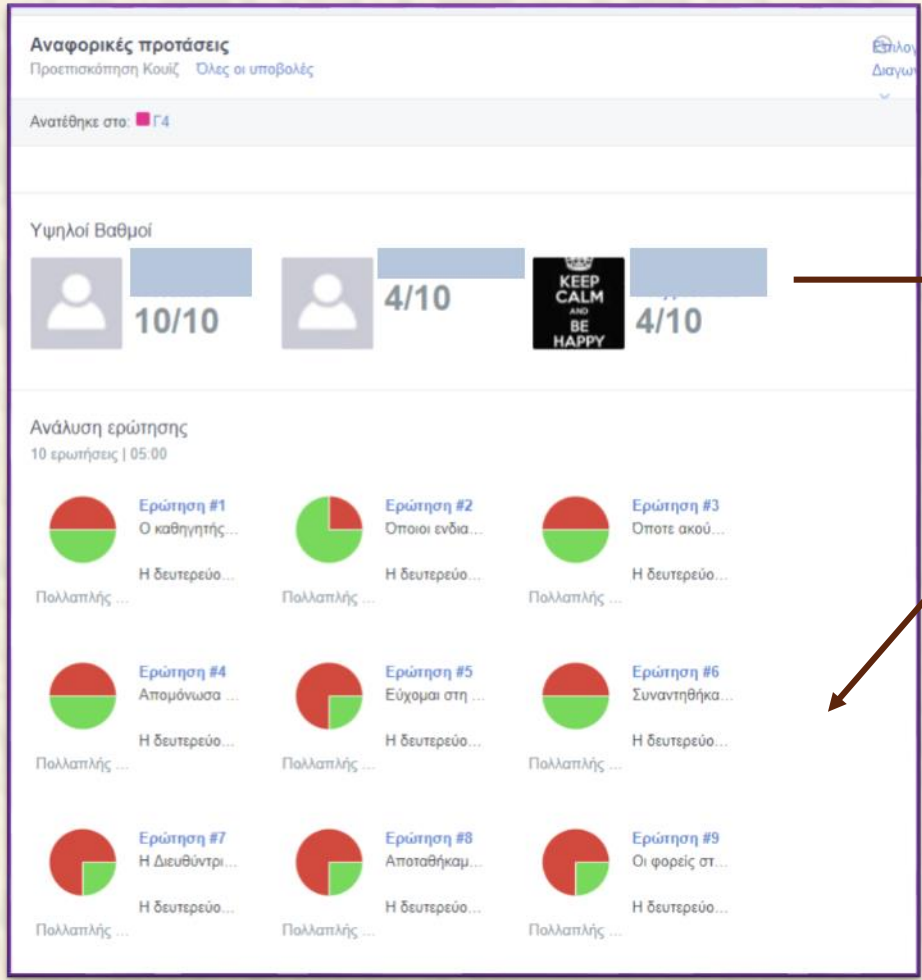 Αναφορικές προτάσεις
Προεπισκόπηση Κουίζ Όλες οι υποβολές
Διαγων
Ανατέθηκε στο: Γ4
Υψηλοί Βαθμοί
10/10
4/10
KEEP
CALM
AND
BE
HAPPY
4/10
Ανάλυση ερώτησης
10 ερωτήσεις | 05:00
Ερώτηση #1
Ο καθηγητής...
Η δευτερεύο...
Πολλαπλής ...
Ερώτηση #2
Όποιοι ενδια...
Η δευτερεύο...
Πολλαπλής ...
Ερώτηση #3
Όποτε ακού...
Η δευτερεύο...
Πολλαπλής ...
Ερώτηση #4
Απομόνωσα ...
Η δευτερεύο...
Πολλαπλής ...
Ερώτηση #5
Εύχομαι στη ...
Η δευτερεύο...
Πολλαπλής ...
Ερώτηση #6
Συναντηθήκα...
Η δευτερεύο...
Πολλαπλής ...
Ερώτηση #7
Η Διευθύντρι...
Η δευτερεύο...
Πολλαπλής ...
Ερώτηση #8
Αποταθήκαμ...
Η δευτερεύο...
Πολλαπλής ...
Ερώτηση #9
Οι φορείς στ...
Η δευτερεύο...
Πολλαπλής ...